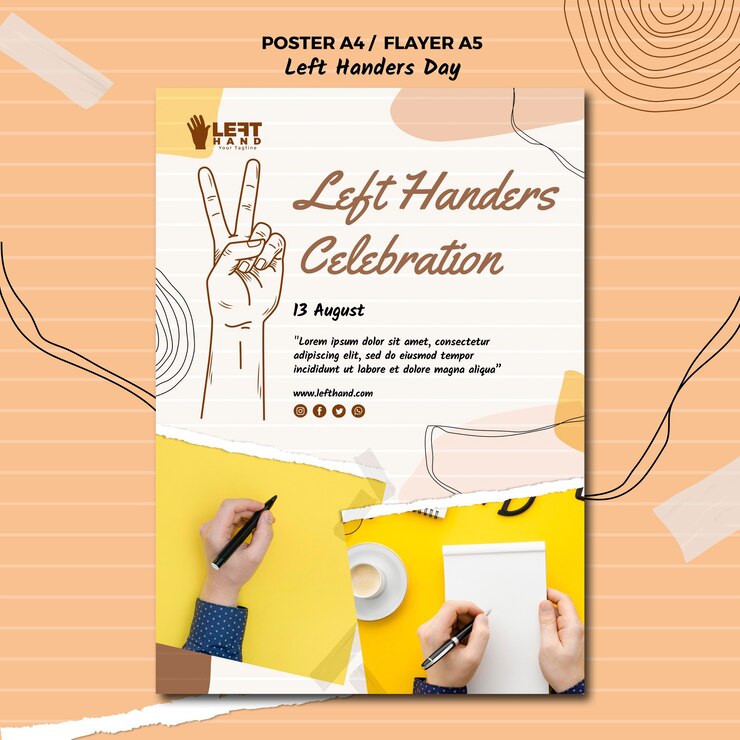 POSTER A4 / FLAYER A5
Left Handers Day
LEFT
HAND
Your Tagline
Left Handers
Celebration
13 August
"Lorem ipsum dolor sit amet, consectetur
adipiscing elit, sed do eiusmod tempor
incididunt ut labore et dolore magna aliqua”
www.lefthand.com